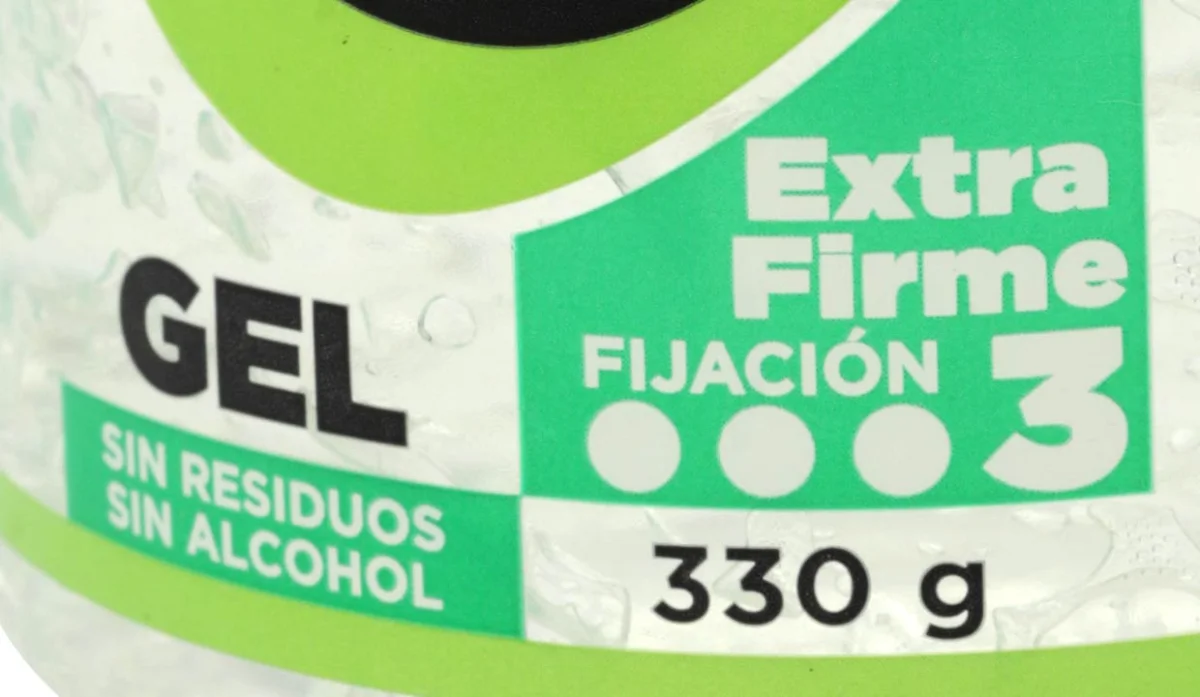 GEL
SIN RESIDUOS
SIN ALCOHOL
Extra
Firme
FIJACIÓN 3
330 g